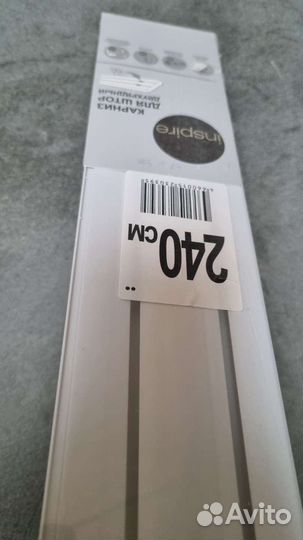 КАРНИЗ
ДЛЯ ШТОР
ДВУХРЯДНЫЙ
inspire
240 СМ
Avito